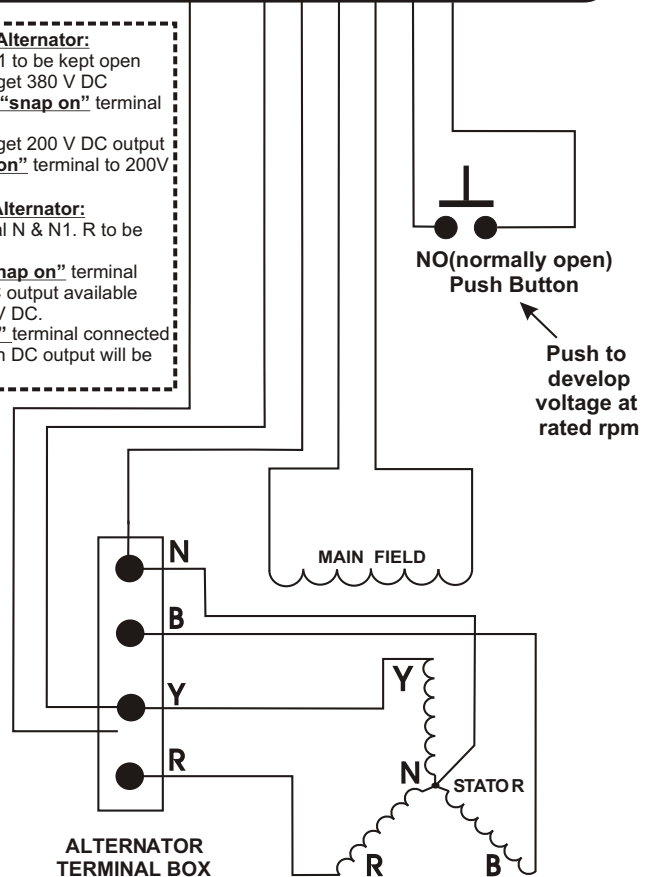 Alternator:
1 to be kept open
get 380 V DC
“snap on” terminal
get 200 V DC output
on” terminal to 200V
Alternator:
al N & N1. R to be
nap on” terminal
output available
V DC.
” terminal connected
n DC output will be
NO(normally open)
Push Button
Push to
develop
voltage at
rated rpm
MAIN FIELD
N
B
Y
R
Y
N
STATOR
R
B
ALTERNATOR
TERMINAL BOX